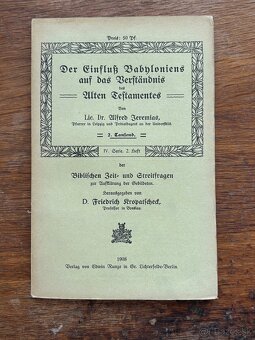 Preis: 50 Pf.
Der Einfluß Babyloniens
auf das Verständnis
des
Alten Testamentes
Von
Lic. Dr. Alfred Jeremias,
Pfarrer in Leipzig und Privatdozent an der Universität.
2. Tausend.
IV. Serie. 2. Heft
der
Biblischen Zeit- und Streitfragen
zur Aufklärung der Gebildeten.
Herausgegeben von
D. Friedrich Kropatscheck,
Professor in Breslau.
1908
Verlag von Edwin Runge in Gr. Lichterfelde-Berlin.